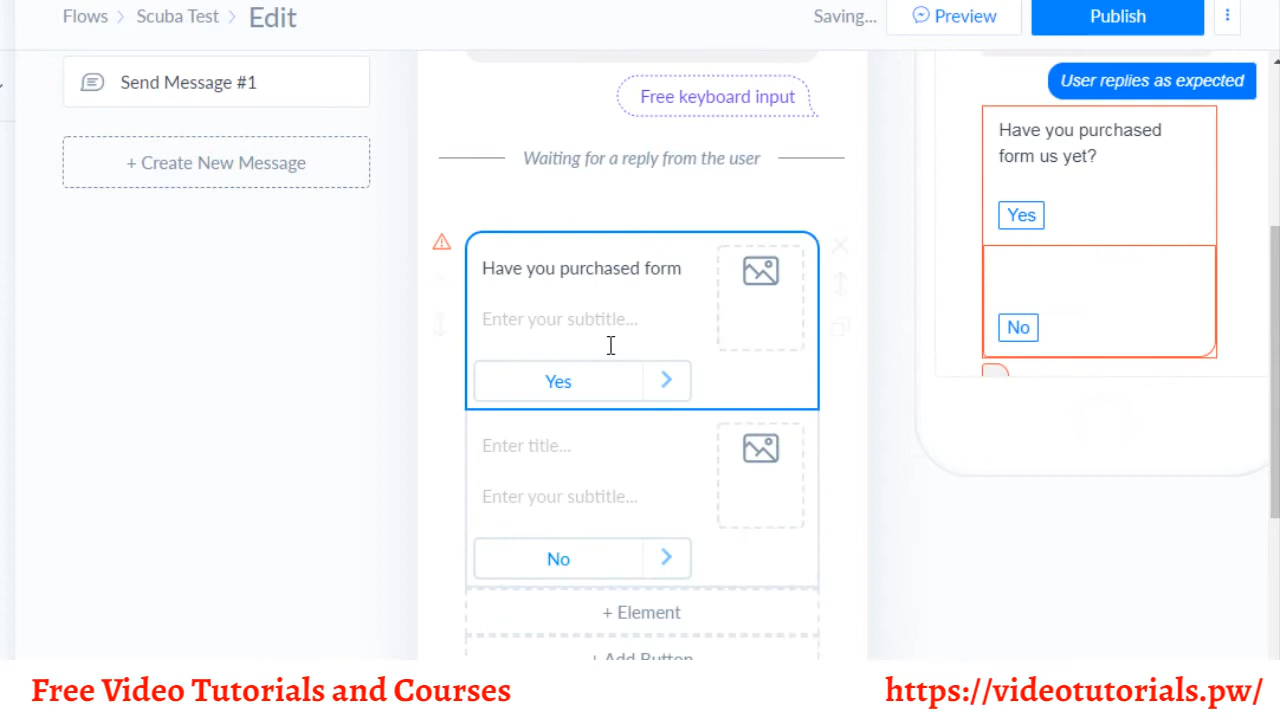 Flows > Scuba Test > Edit
Saving...
Preview
Publish
Send Message #1
+ Create New Message
Free keyboard input
Waiting for a reply from the user
Have you purchased form
Enter your subtitle...
Yes
Enter title...
Enter your subtitle...
No
+ Element
+ Add Button
User replies as expected
Have you purchased
form us yet?
Yes
No
Free Video Tutorials and Courses
https://videotutorials.pw/